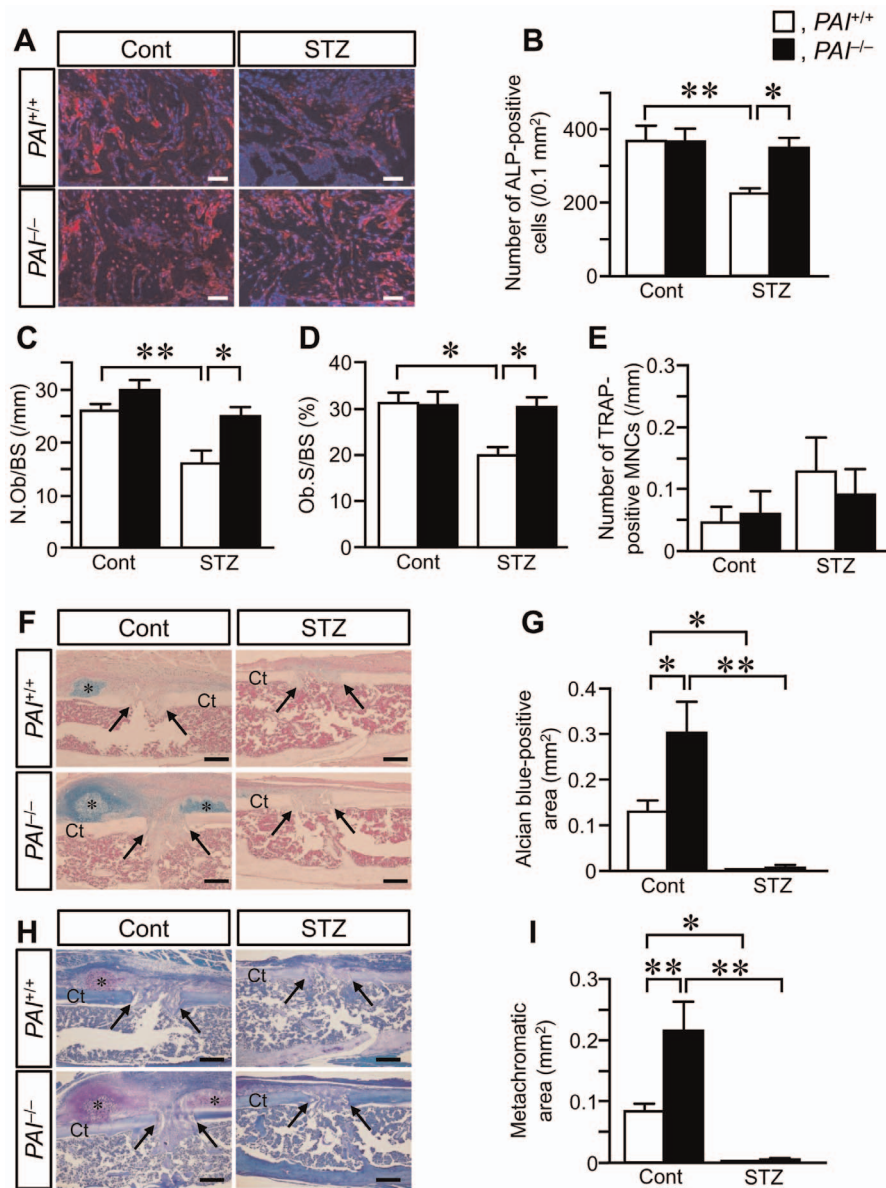 A
Cont
STZ
PAI+/+
PAI–/–
B
, PAI+/+
, PAI–/–
Number of ALP-positive
cells (/0.1 mm²)
400
200
0
**
*
Cont
STZ
C
N.Ob/BS (/mm)
30
20
10
0
**
*
Cont
STZ
D
Ob.S/BS (%)
40
30
20
10
0
*
*
Cont
STZ
E
Number of TRAP-
positive MNCs (/mm)
0.3
0.2
0.1
0
Cont
STZ
F
Cont
STZ
PAI+/+
*
Ct
Ct
PAI–/–
*
*
Ct
Ct
G
Alcian blue-positive
area (mm²)
0.4
0.3
0.2
0.1
0
*
*
**
Cont
STZ
H
Cont
STZ
PAI+/+
*
Ct
Ct
PAI–/–
*
*
Ct
Ct
I
Metachromatic
area (mm²)
0.3
0.2
0.1
0
*
**
**
Cont
STZ